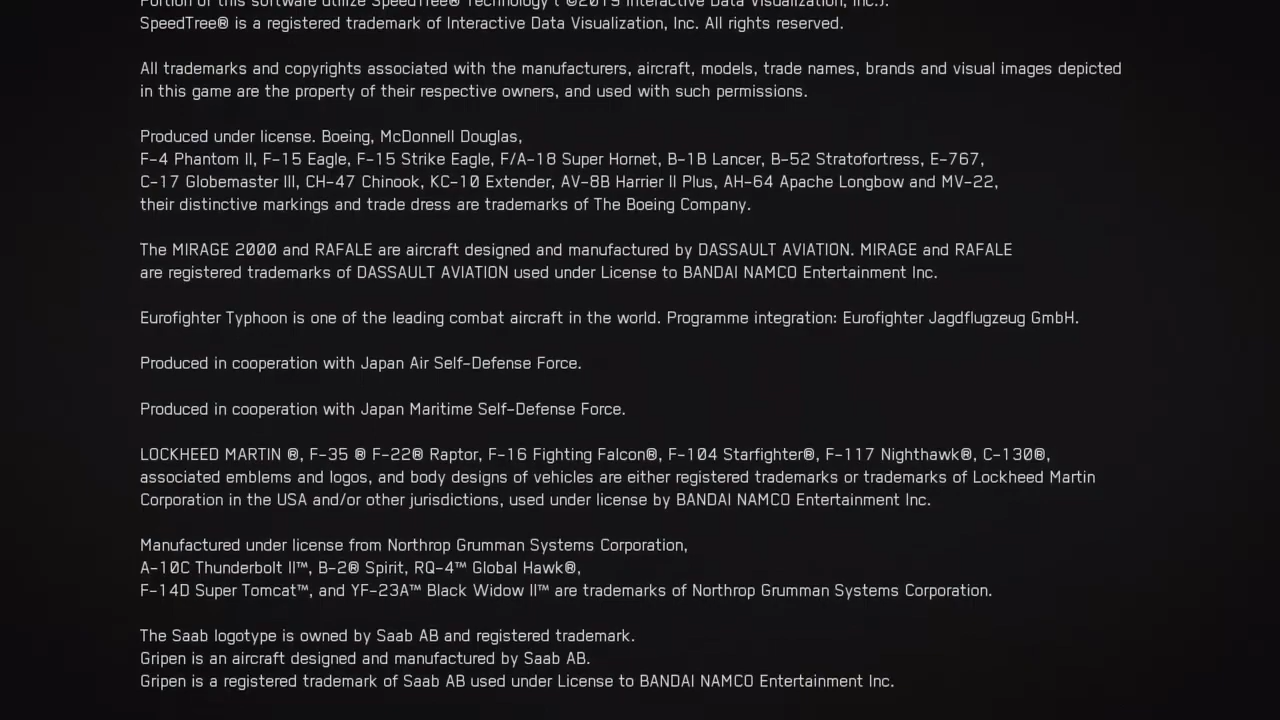 Portion of this software utilize SpeedTree® Technology ©2015 Interactive Data Visualization, Inc.).
SpeedTree® is a registered trademark of Interactive Data Visualization, Inc. All rights reserved.
All trademarks and copyrights associated with the manufacturers, aircraft, models, trade names, brands and visual images depicted
in this game are the property of their respective owners, and used with such permissions.
Produced under license. Boeing, McDonnell Douglas,
F-4 Phantom II, F-15 Eagle, F-15 Strike Eagle, F/A-18 Super Hornet, B-1B Lancer, B-52 Stratofortress, E-767,
C-17 Globemaster III, CH-47 Chinook, KC-10 Extender, AV-8B Harrier II Plus, AH-64 Apache Longbow and MV-22,
their distinctive markings and trade dress are trademarks of The Boeing Company.
The MIRAGE 2000 and RAFALE are aircraft designed and manufactured by DASSAULT AVIATION. MIRAGE and RAFALE
are registered trademarks of DASSAULT AVIATION used under License to BANDAI NAMCO Entertainment Inc.
Eurofighter Typhoon is one of the leading combat aircraft in the world. Programme integration: Eurofighter Jagdflugzeug GmbH.
Produced in cooperation with Japan Air Self-Defense Force.
Produced in cooperation with Japan Maritime Self-Defense Force.
LOCKHEED MARTIN ®, F-35 ® F-22® Raptor, F-16 Fighting Falcon®, F-104 Starfighter®, F-117 Nighthawk®, C-130®,
associated emblems and logos, and body designs of vehicles are either registered trademarks or trademarks of Lockheed Martin
Corporation in the USA and/or other jurisdictions, used under license by BANDAI NAMCO Entertainment Inc.
Manufactured under license from Northrop Grumman Systems Corporation,
A-10C Thunderbolt II™, B-2® Spirit, RQ-4™ Global Hawk®,
F-14D Super Tomcat™, and YF-23A™ Black Widow II™ are trademarks of Northrop Grumman Systems Corporation.
The Saab logotype is owned by Saab AB and registered trademark.
Gripen is an aircraft designed and manufactured by Saab AB.
Gripen is a registered trademark of Saab AB used under License to BANDAI NAMCO Entertainment Inc.